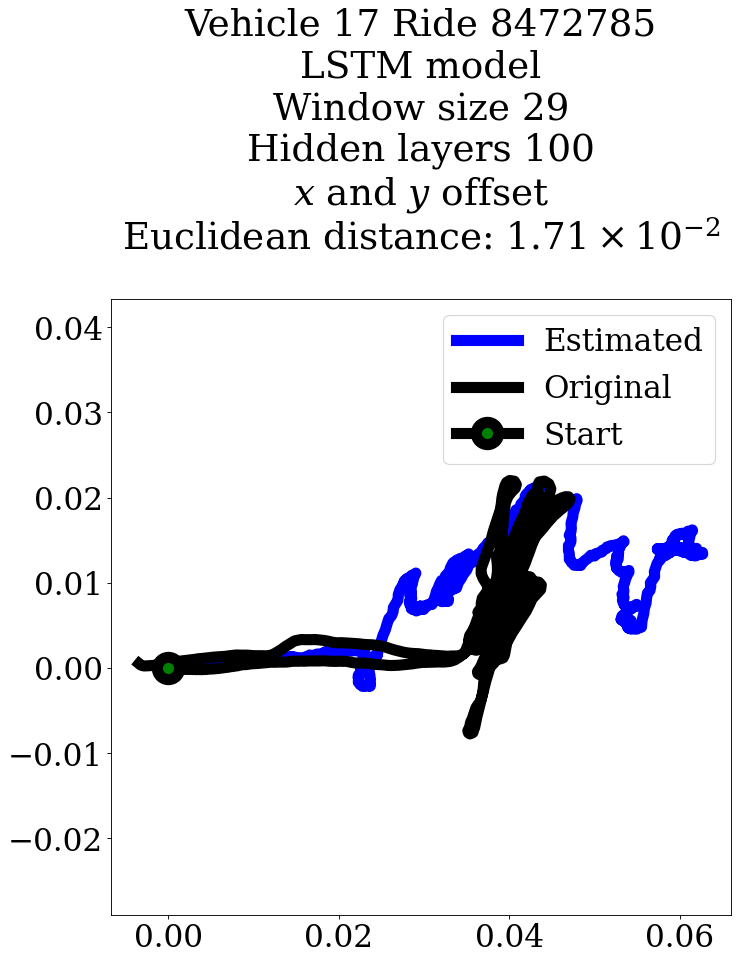 Vehicle 17 Ride 8472785
LSTM model
Window size 29
Hidden layers 100
x and y offset
Euclidean distance: 1.71 × 10⁻²
Estimated
Original
Start
0.04
0.03
0.02
0.01
0.00
−0.01
−0.02
0.00 0.02 0.04 0.06